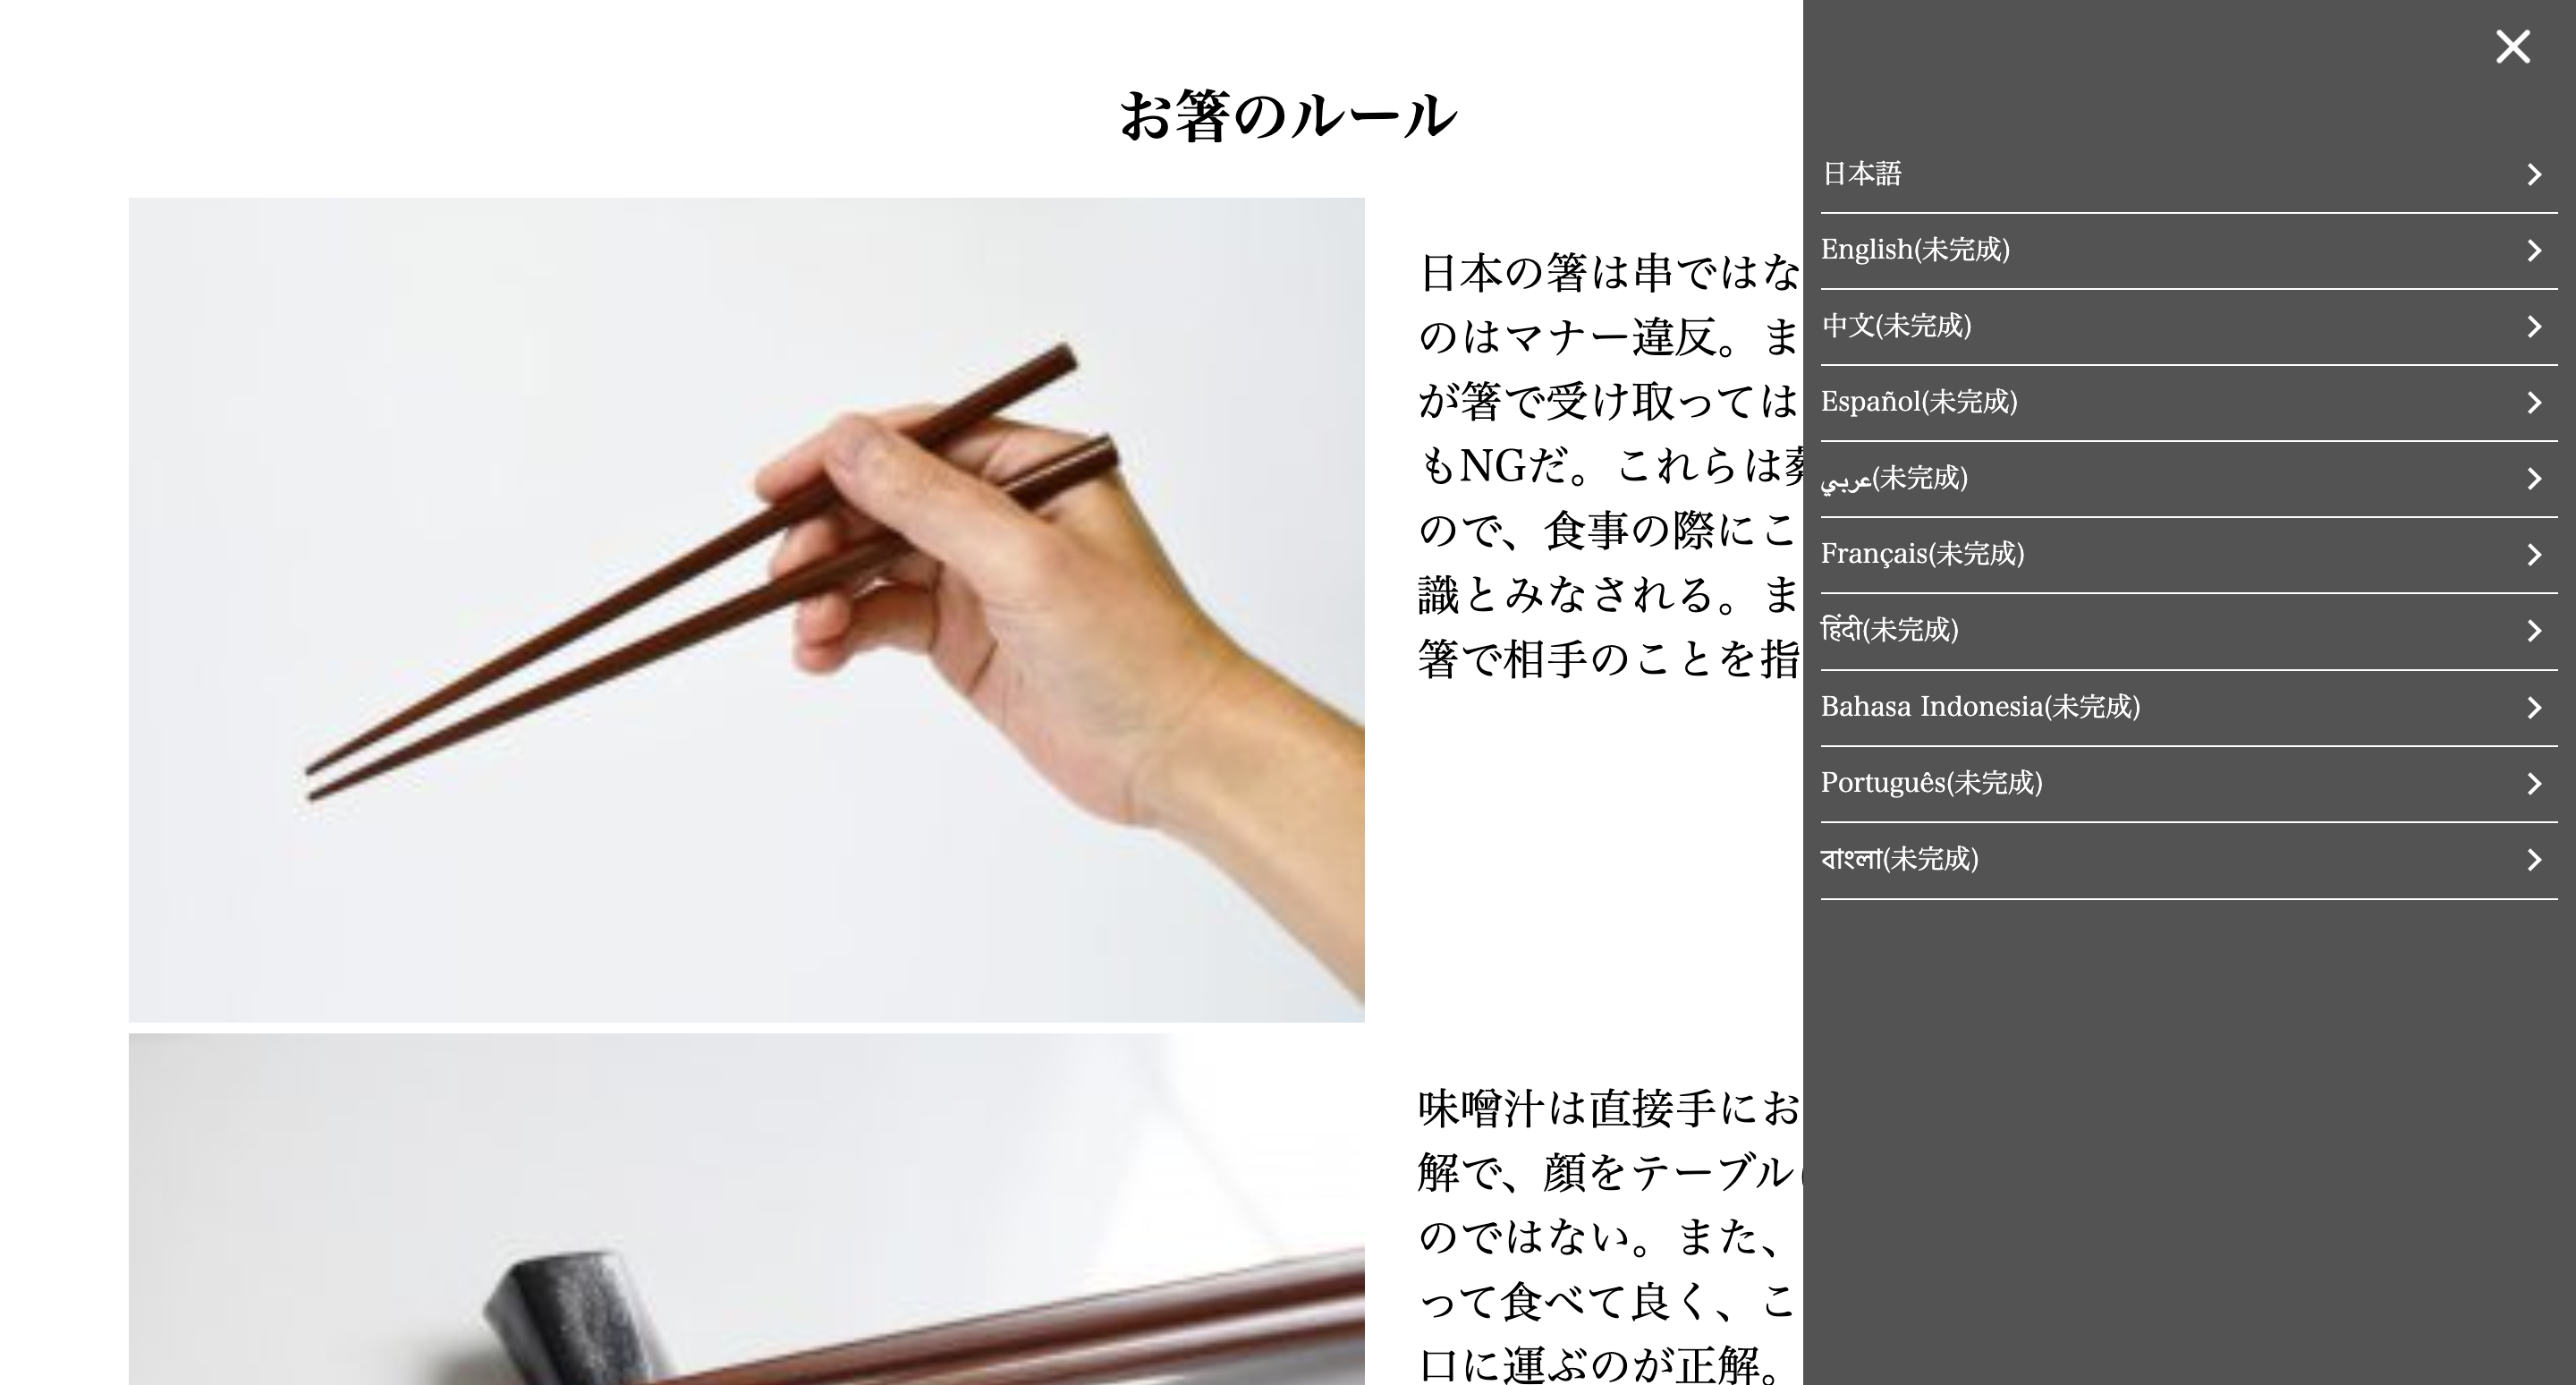 お箸のルール
日本の箸は串ではな
のはマナー違反。ま
が箸で受け取っては
もNGだ。これらは
ので、食事の際にこ
識とみなされる。ま
箸で相手のことを指
味噌汁は直接手にお
解で、顔をテーブル
のではない。また、
って食べて良く、こ
口に運ぶのが正解。
日本語
English(未完成)
中文(未完成)
Español(未完成)
عربي(未完成)
Français(未完成)
हिंदी(未完成)
Bahasa Indonesia(未完成)
Português(未完成)
বাংলা(未完成)